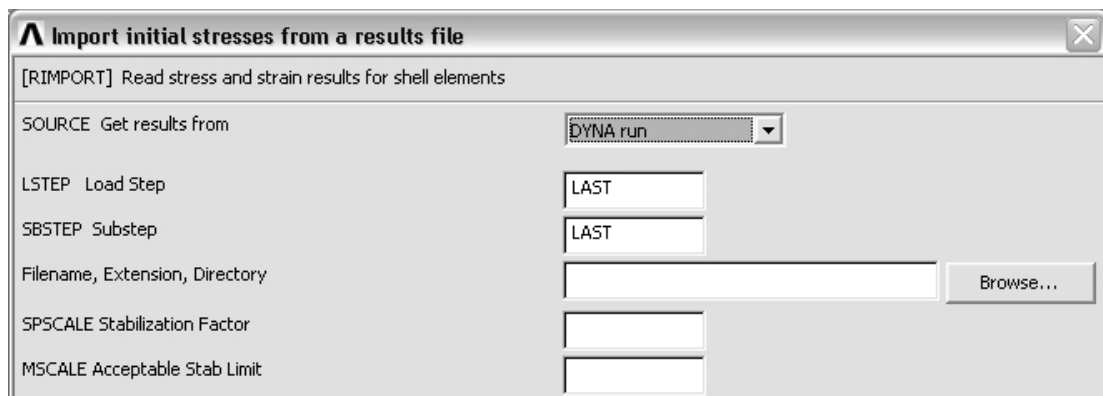 Import initial stresses from a results file
[RIMPORT] Read stress and strain results for shell elements
SOURCE Get results from DYNA run
LSTEP Load Step LAST
SBSTEP Substep LAST
Filename, Extension, Directory Browse...
SPSCALE Stabilization Factor
MSCALE Acceptable Stab Limit